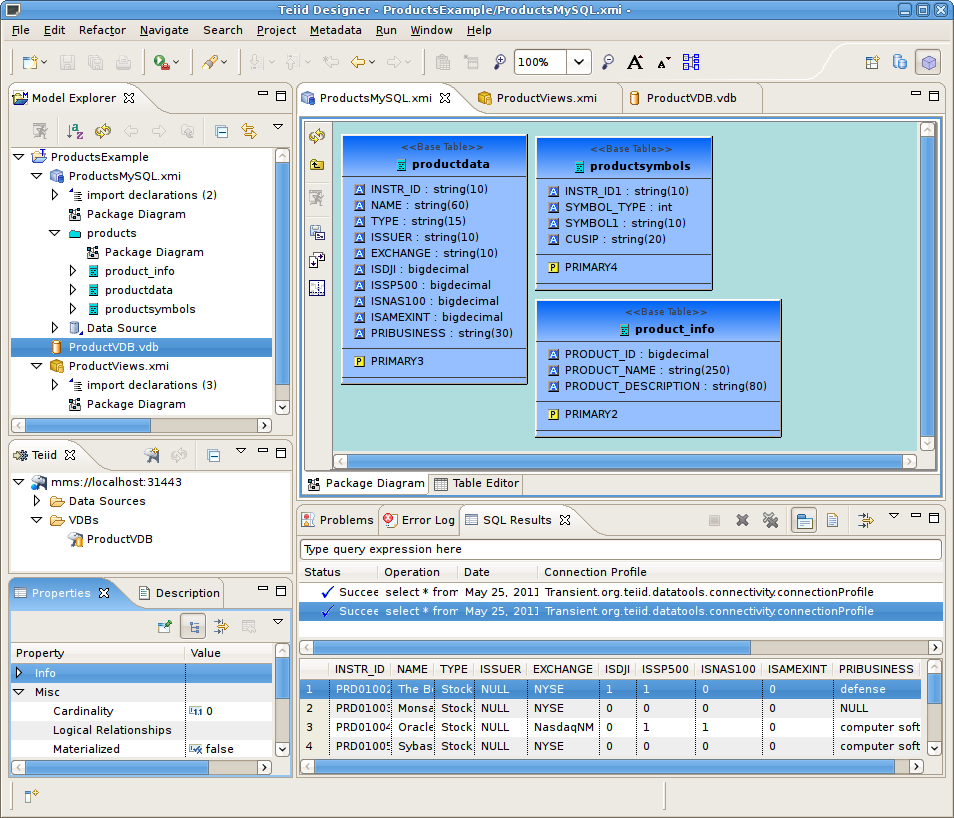 Teiid Designer - ProductsExample/ProductsMySQL.xmi -
File Edit Refactor Navigate Search Project Metadata Run Window Help
100%
Model Explorer
ProductsExample
ProductsMySQL.xmi
import declarations (2)
Package Diagram
products
Package Diagram
product_info
productdata
productsymbols
Data Source
ProductVDB.vdb
ProductViews.xmi
import declarations (3)
Package Diagram
Teiid
mms://localhost:31443
Data Sources
VDBs
ProductVDB
Properties Description
Property Value
Info
Misc
Cardinality 0
Logical Relationships
Materialized false
ProductsMySQL.xmi ProductViews.xmi ProductVDB.vdb
<<Base Table>>
productdata
INSTR_ID : string(10)
NAME : string(60)
TYPE : string(15)
ISSUER : string(10)
EXCHANGE : string(10)
ISDJI : bigdecimal
ISSP500 : bigdecimal
ISNAS100 : bigdecimal
ISAMEXINT : bigdecimal
PRIBUSINESS : string(30)
PRIMARY3
<<Base Table>>
productsymbols
INSTR_ID1 : string(10)
SYMBOL_TYPE : int
SYMBOL1 : string(10)
CUSIP : string(20)
PRIMARY4
<<Base Table>>
product_info
PRODUCT_ID : bigdecimal
PRODUCT_NAME : string(250)
PRODUCT_DESCRIPTION : string(80)
PRIMARY2
Package Diagram Table Editor
Problems Error Log SQL Results
Type query expression here
Status Operation Date Connection Profile
Succee select * from May 25, 2011 Transient.org.teiid.datatools.connectivity.connectionProfile
Succee select * from May 25, 2011 Transient.org.teiid.datatools.connectivity.connectionProfile
INSTR_ID NAME TYPE ISSUER EXCHANGE ISDJI ISSP500 ISNAS100 ISAMEXINT PRIBUSINESS
1 PRD01002 The Bo Stock NULL NYSE 1 1 0 0 defense
2 PRD01003 Monsa Stock NULL NYSE 0 0 0 0 NULL
3 PRD01004 Oracle Stock NULL NasdaqNM 0 1 1 0 computer soft
4 PRD01005 Sybas Stock NULL NYSE 0 0 0 0 computer soft